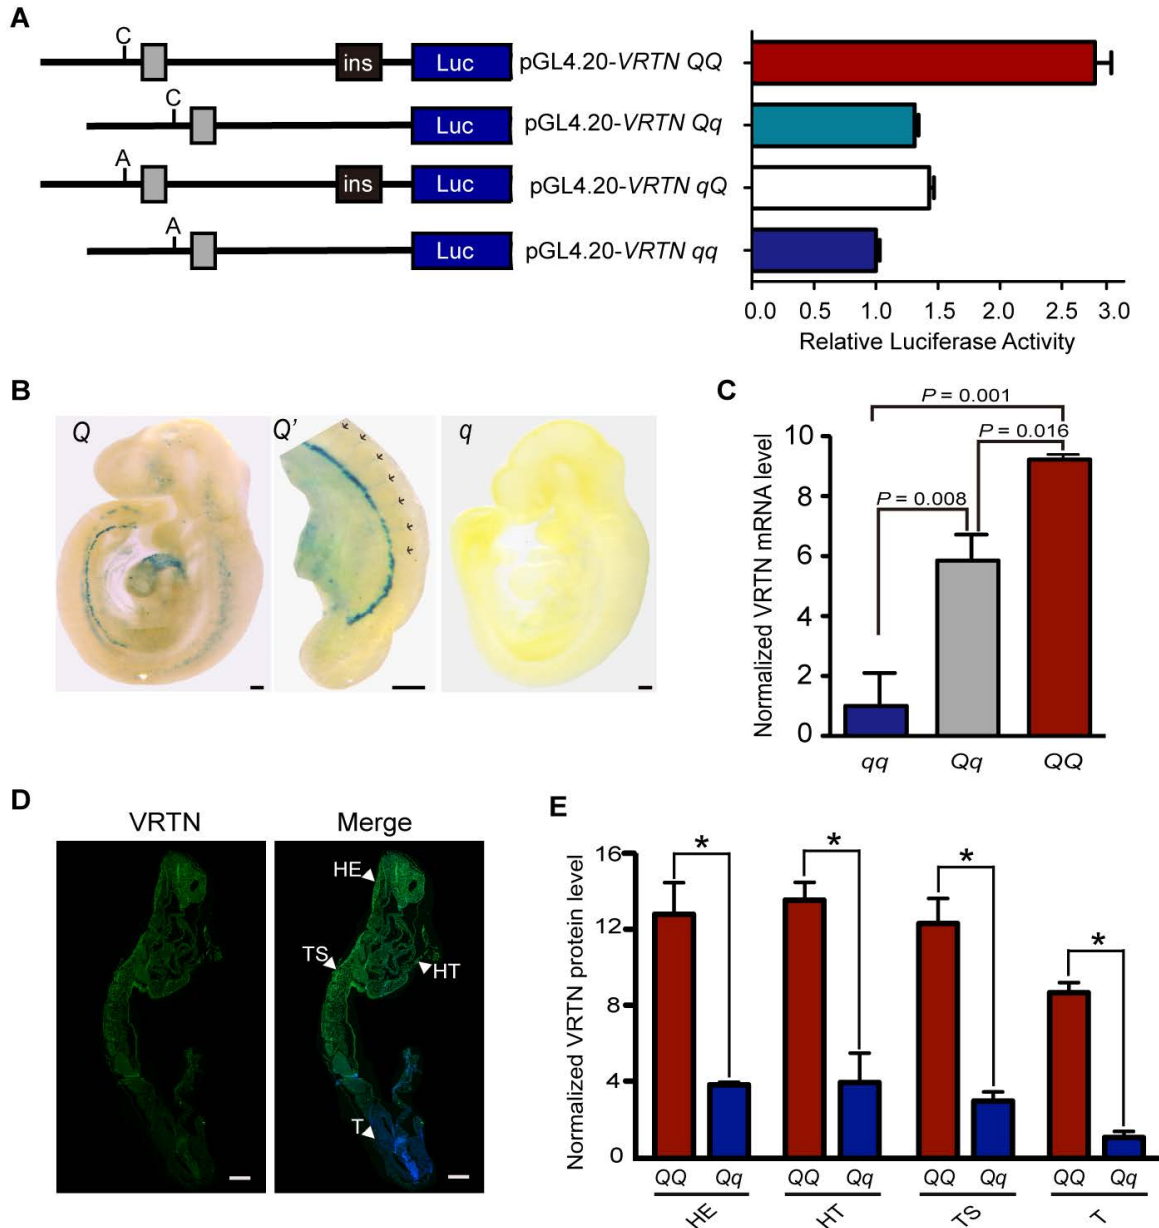 A
C
ins
Luc
pGL4.20-VRTN QQ
C
Luc
pGL4.20-VRTN Qq
A
ins
Luc
pGL4.20-VRTN qQ
A
Luc
pGL4.20-VRTN qq
0.0 0.5 1.0 1.5 2.0 2.5 3.0
Relative Luciferase Activity
B
Q
Q’
q
C
P = 0.001
P = 0.016
P = 0.008
Normalized VRTN mRNA level
10
8
6
4
2
0
qq Qq QQ
D
VRTN
Merge
HE
TS
HT
T
E
* * * *
Normalized VRTN protein level
16
12
8
4
0
QQ Qq QQ Qq QQ Qq QQ Qq
HE HT TS T